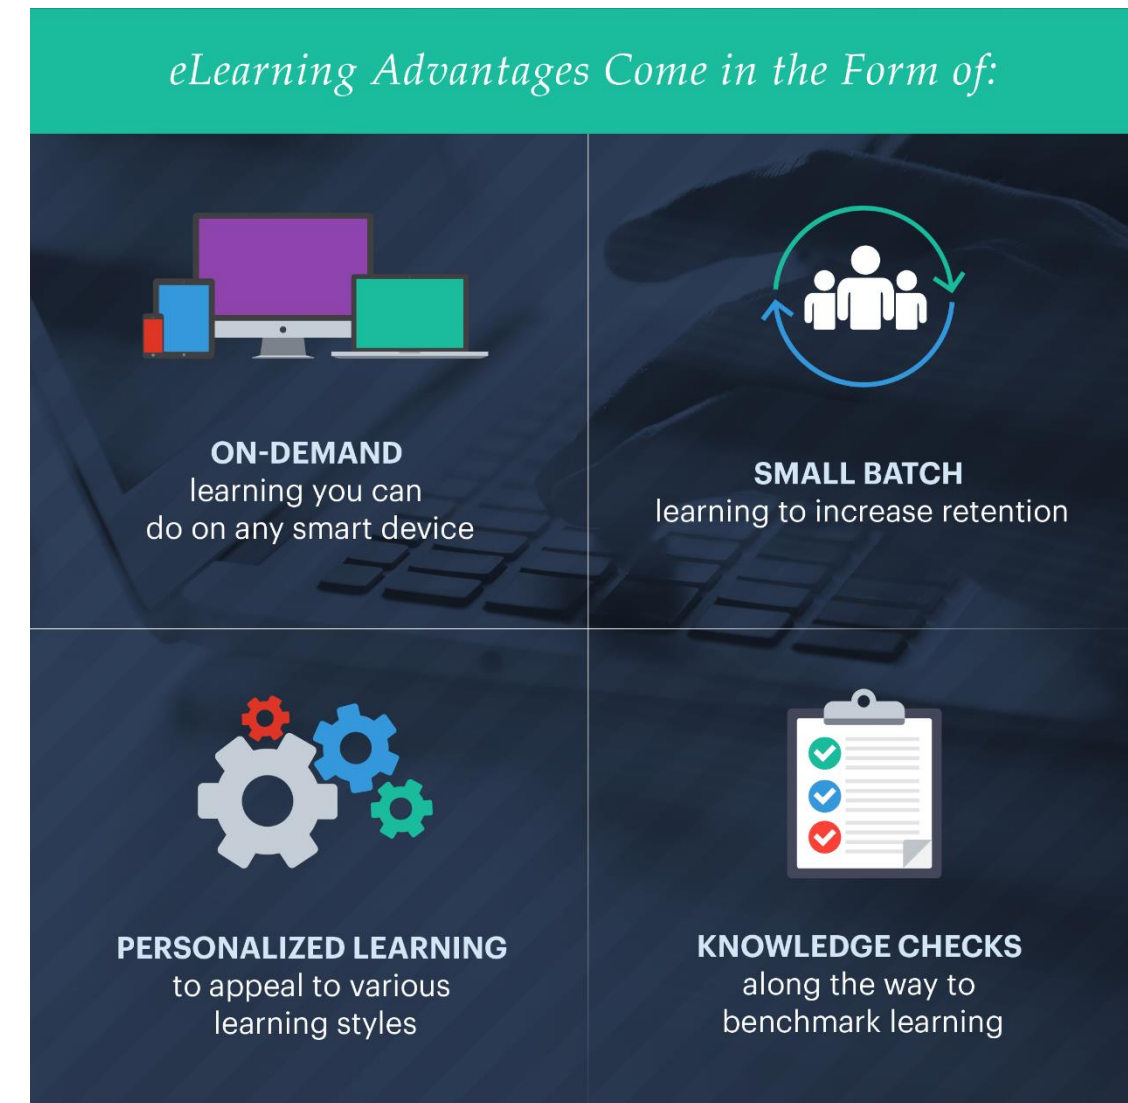 eLearning Advantages Come in the Form of:
ON-DEMAND
learning you can
do on any smart device
SMALL BATCH
learning to increase retention
PERSONALIZED LEARNING
to appeal to various
learning styles
KNOWLEDGE CHECKS
along the way to
benchmark learning